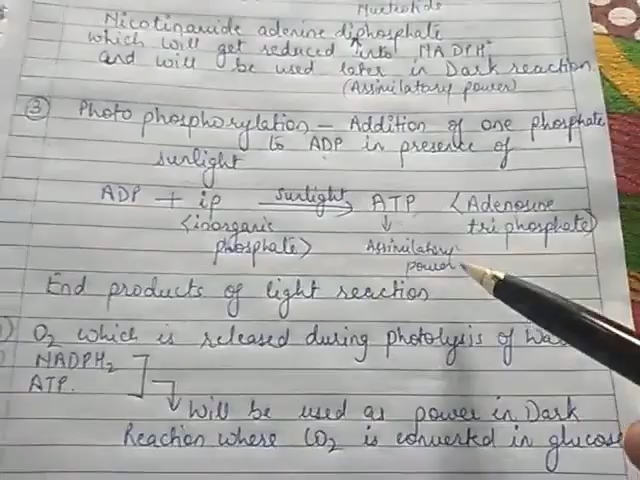 Nucleotide
Nicotinamide adenine diphosphate
which will get reduced into NADPH
and will be used later in Dark reaction
(Assimilatory power)
③ Photo phosphorylation – Addition of one phosphate
to ADP in presence of
sunlight
ADP + ip sunlight ATP <Adenosine
<inorganic tri phosphate>
phosphate> Assimilatory
power
End products of light reaction
O2 which is released during photolysis of
NADPH2
ATP.
Will be used as power in Dark
Reaction where CO2 is converted in glucose